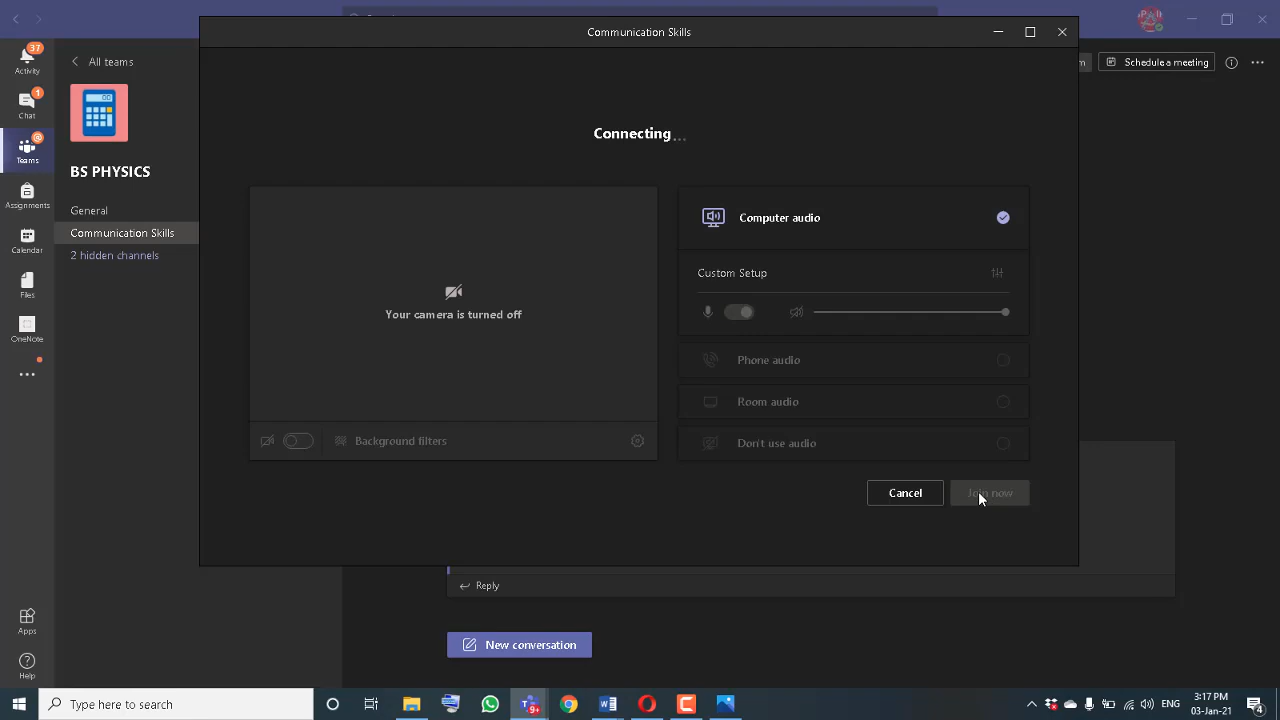 Communication Skills
37
Activity
1
Chat
@
Teams
Assignments
Calendar
Files
OneNote
Apps
Help
All teams
BS PHYSICS
General
Communication Skills
2 hidden channels
Schedule a meeting
Connecting...
Your camera is turned off
Background filters
Computer audio
Custom Setup
Phone audio
Room audio
Don't use audio
Cancel
Join now
Reply
New conversation
Type here to search
9+
ENG
3:17 PM
03-Jan-21
4